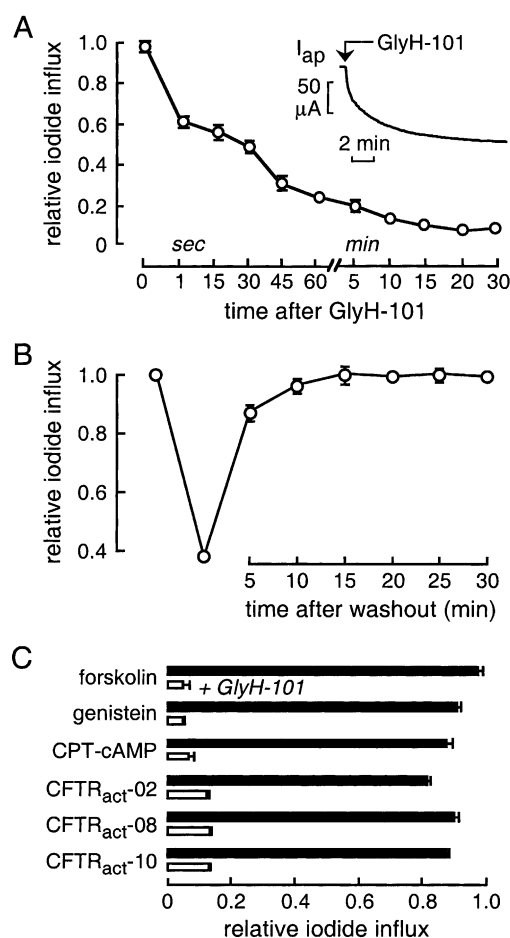 A
relative iodide influx
1.0
0.8
0.6
0.4
0.2
0
I_ap
GlyH-101
50
μA
2 min
sec
min
0 1 15 30 45 60 5 10 15 20 30
time after GlyH-101
B
relative iodide influx
1.0
0.8
0.6
0.4
5 10 15 20 25 30
time after washout (min)
C
forskolin
+ GlyH-101
genistein
CPT-cAMP
CFTR_act-02
CFTR_act-08
CFTR_act-10
0 0.2 0.4 0.6 0.8 1.0
relative iodide influx